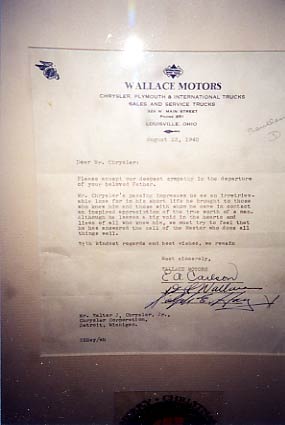 WALLACE MOTORS
CHRYSLER, PLYMOUTH & INTERNATIONAL TRUCKS
SALES AND SERVICE TRUCKS
MAIN STREET
LOUISVILLE, OHIO
August 22, 1940
Dear Mr. Chrysler:
Please accept our deepest sympathy in the departure
of your beloved Father.
Mr. Chrysler's passing impresses us as an irretriev-
able loss for in his short life he brought to those
who knew him and those with whom he came in contact
an inspired appreciation of the true worth of a man.
Although he leaves a big void in the hearts and
lives of all who knew him, we must try to feel that
he has answered the call of the Master who does all
things well.
With kindest regards and best wishes, we remain
Most sincerely,
WALLACE MOTORS
E A Carlson
Wallace
Ralph E.
Mr. Walter J. Chrysler, Jr.,
Chrysler Corporation,
Detroit, Michigan.